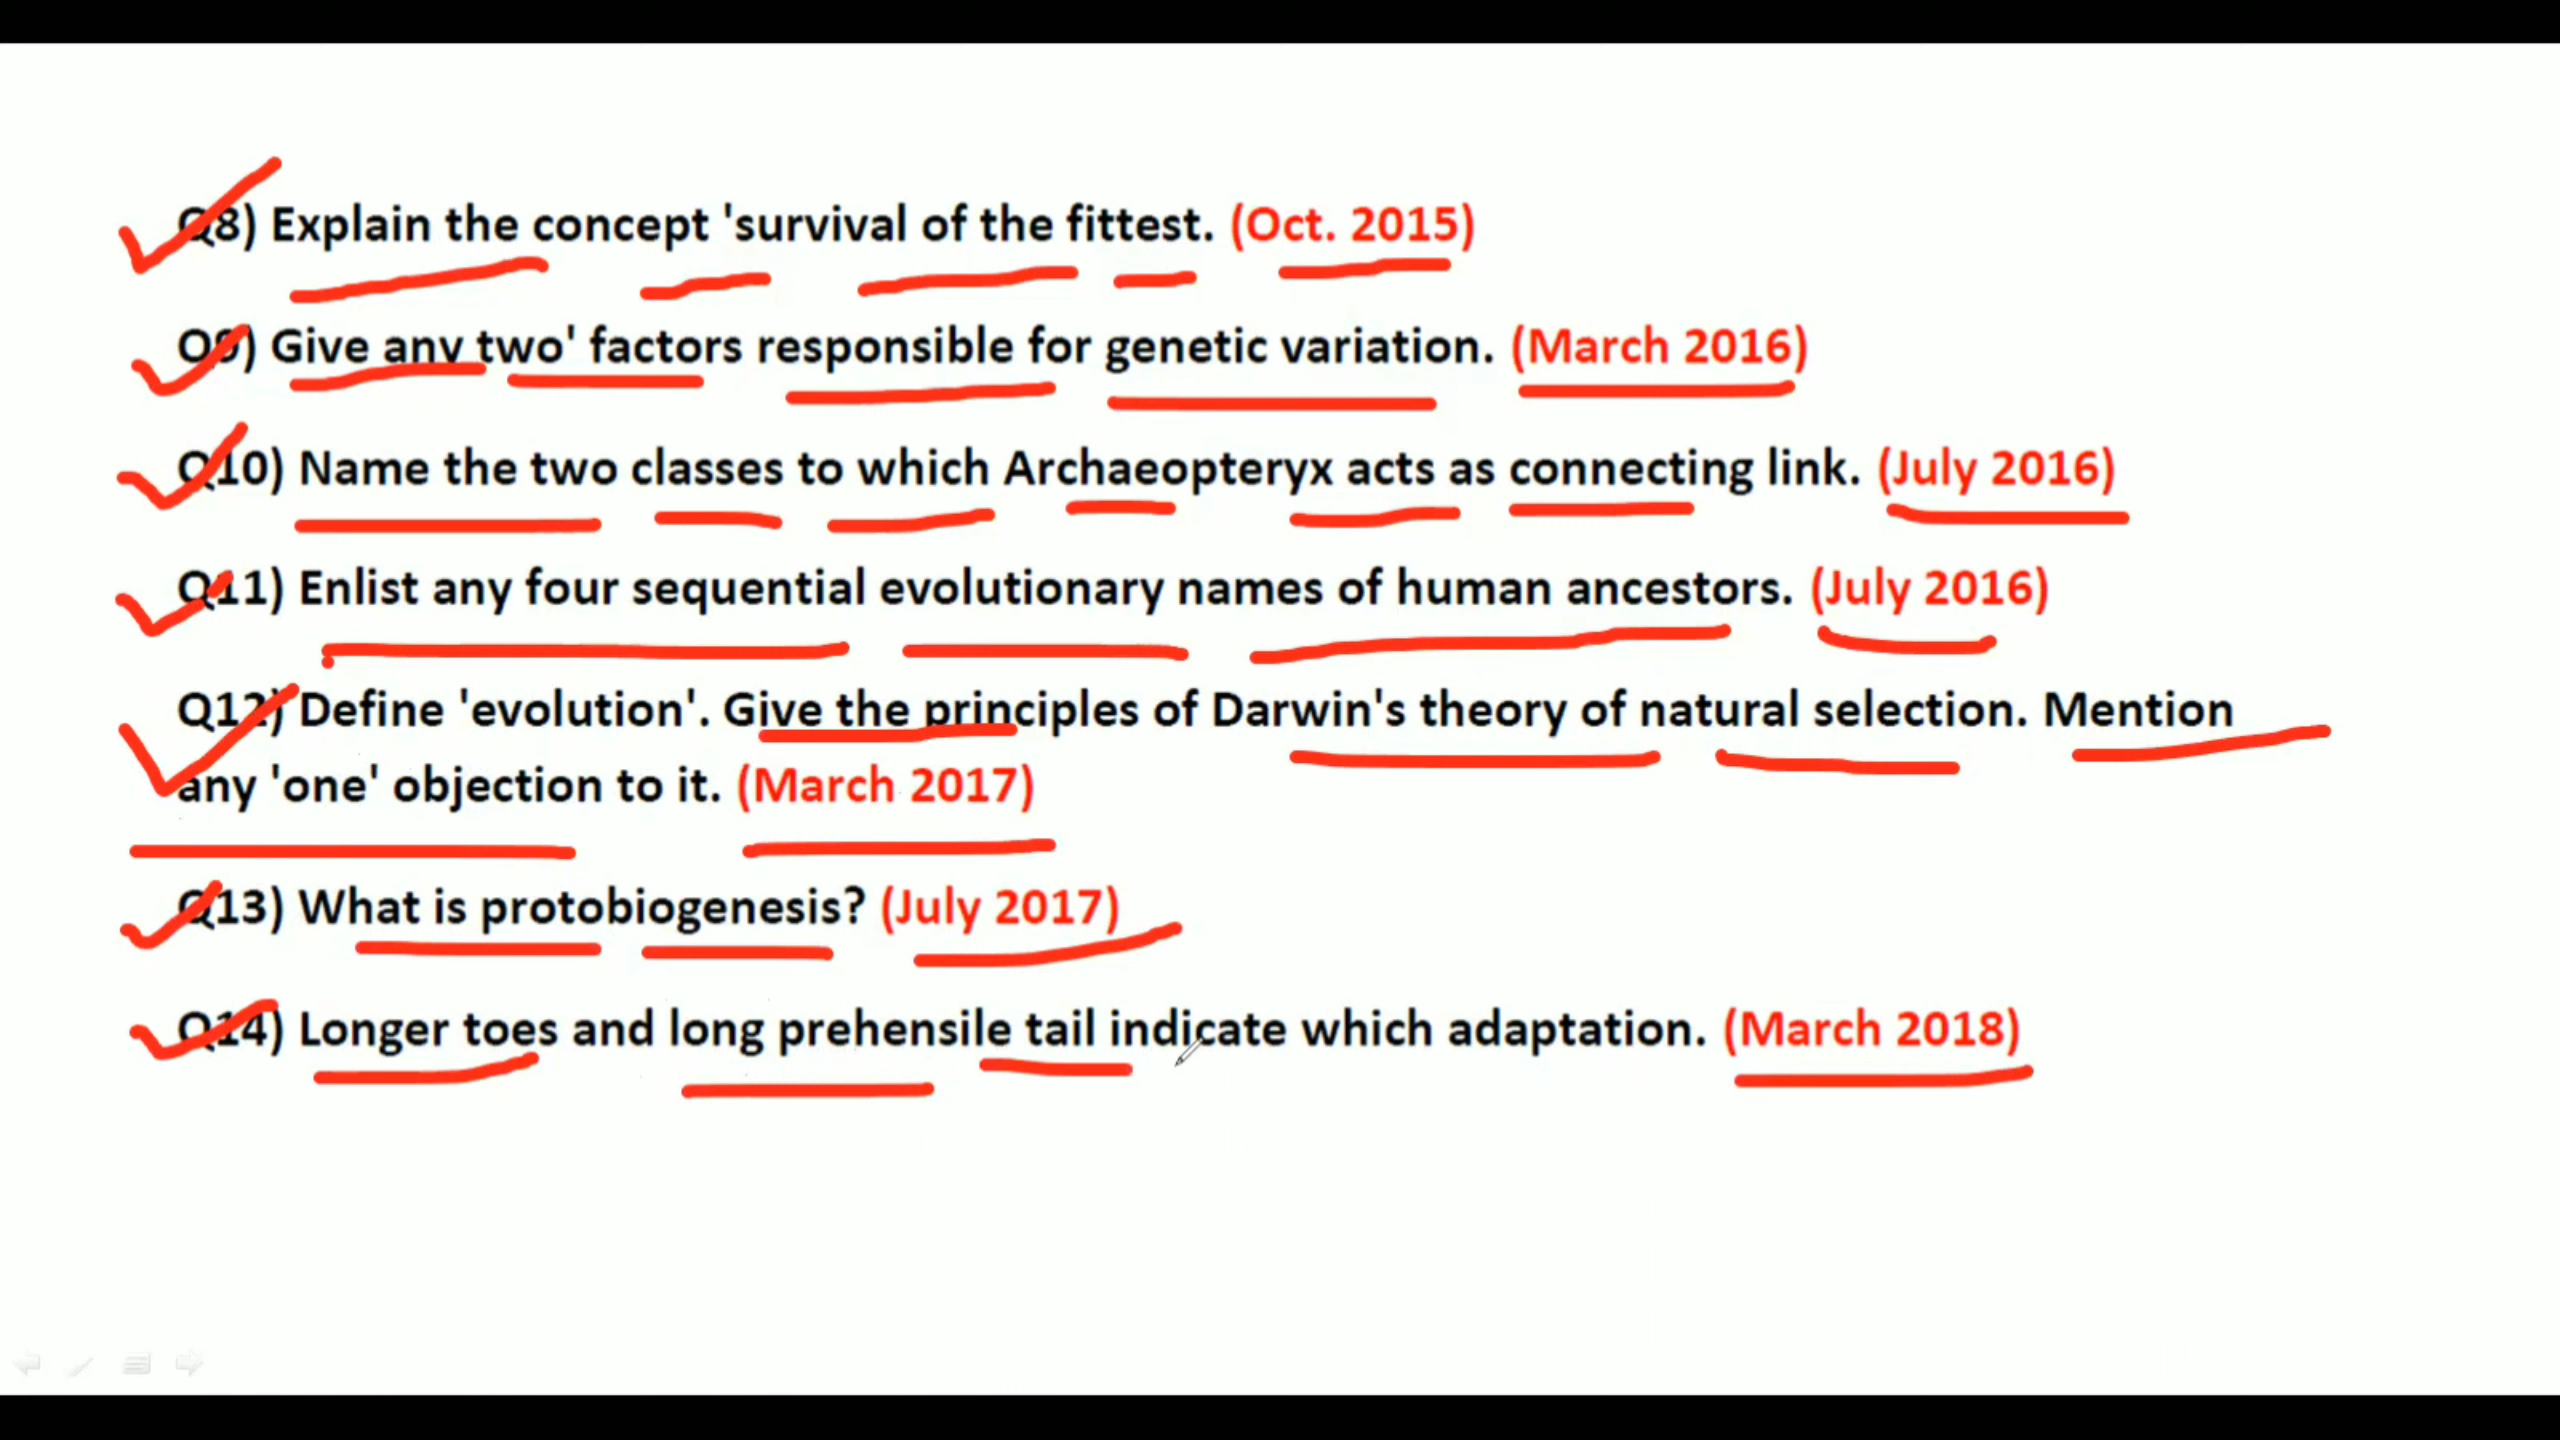 Q8) Explain the concept 'survival of the fittest. (Oct. 2015)
Q9) Give any two' factors responsible for genetic variation. (March 2016)
Q10) Name the two classes to which Archaeopteryx acts as connecting link. (July 2016)
Q11) Enlist any four sequential evolutionary names of human ancestors. (July 2016)
Q12) Define 'evolution'. Give the principles of Darwin's theory of natural selection. Mention
any 'one' objection to it. (March 2017)
Q13) What is protobiogenesis? (July 2017)
Q14) Longer toes and long prehensile tail indicate which adaptation. (March 2018)